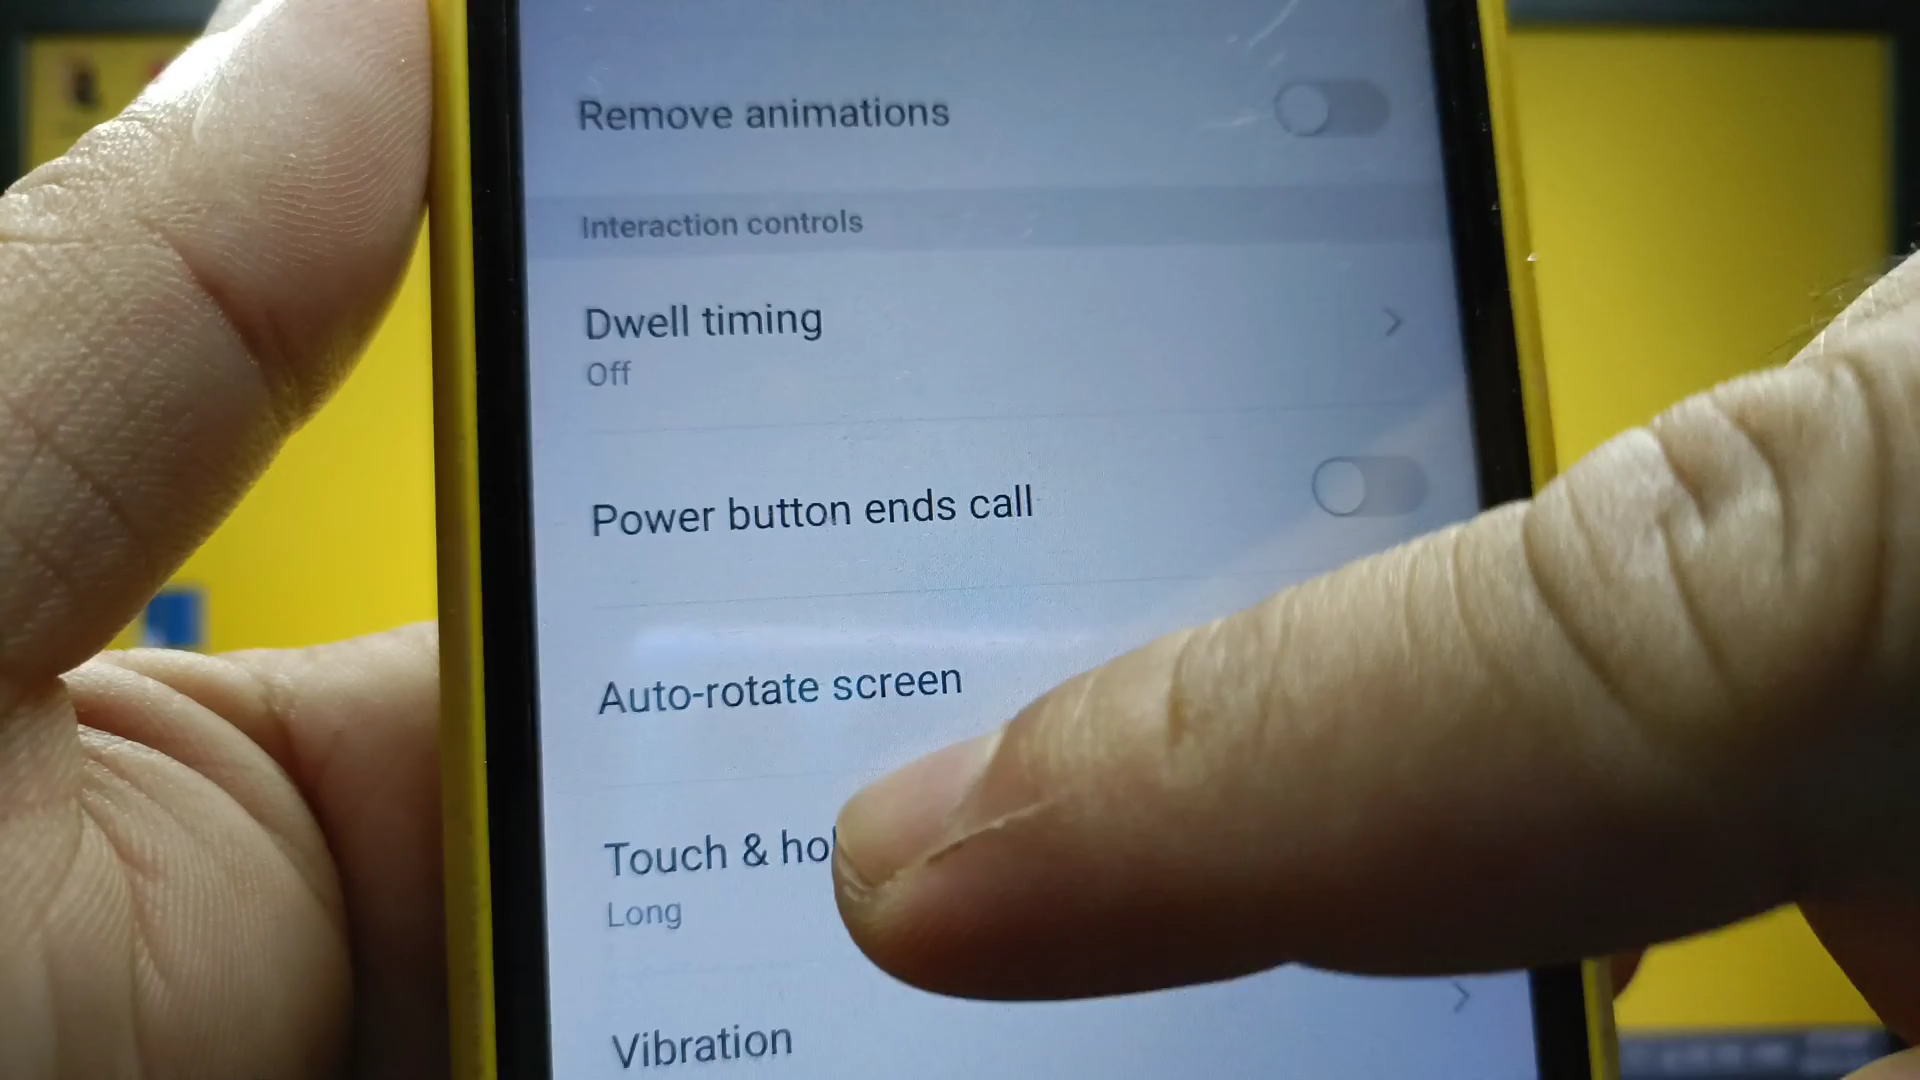 Remove animations
Interaction controls
Dwell timing
Off
Power button ends call
Auto-rotate screen
Touch & hol
Long
Vibration